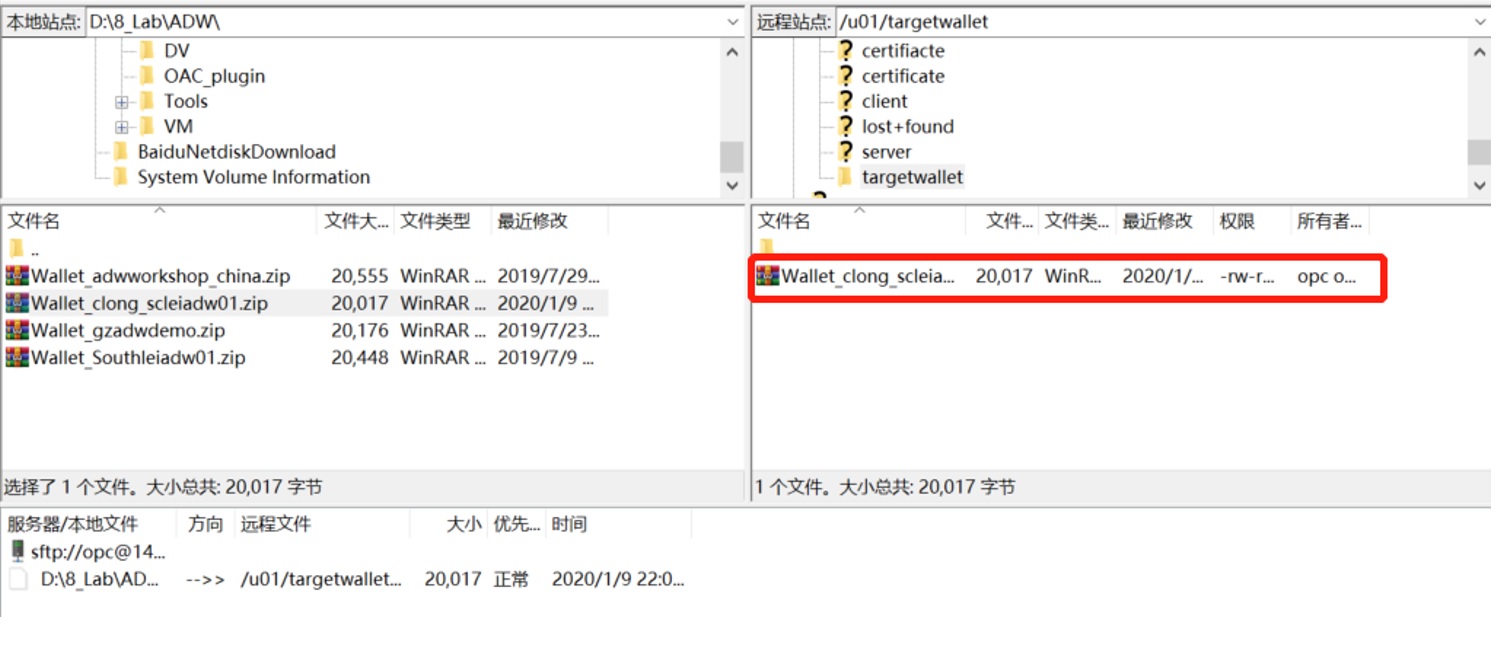 本地站点: D:\8_Lab\ADW\
DV
OAC_plugin
Tools
VM
BaiduNetdiskDownload
System Volume Information
文件名 文件大... 文件类型 最近修改
..
Wallet_adwworkshop_china.zip 20,555 WinRAR ... 2019/7/29...
Wallet_clong_scleiadw01.zip 20,017 WinRAR ... 2020/1/9 ...
Wallet_gzadwdemo.zip 20,176 WinRAR ... 2019/7/23...
Wallet_Southleiadw01.zip 20,448 WinRAR ... 2019/7/9 ...
选择了 1 个文件。大小总共: 20,017 字节
远程站点: /u01/targetwallet
certifiacte
certificate
client
lost+found
server
targetwallet
文件名 文件... 文件类... 最近修改 权限 所有者...
Wallet_clong_scleia... 20,017 WinR... 2020/1/... -rw-r... opc o...
1 个文件。大小总共: 20,017 字节
服务器/本地文件 方向 远程文件 大小 优先... 时间
sftp://opc@14...
D:\8_Lab\AD... -->> /u01/targetwallet... 20,017 正常 2020/1/9 22:0...